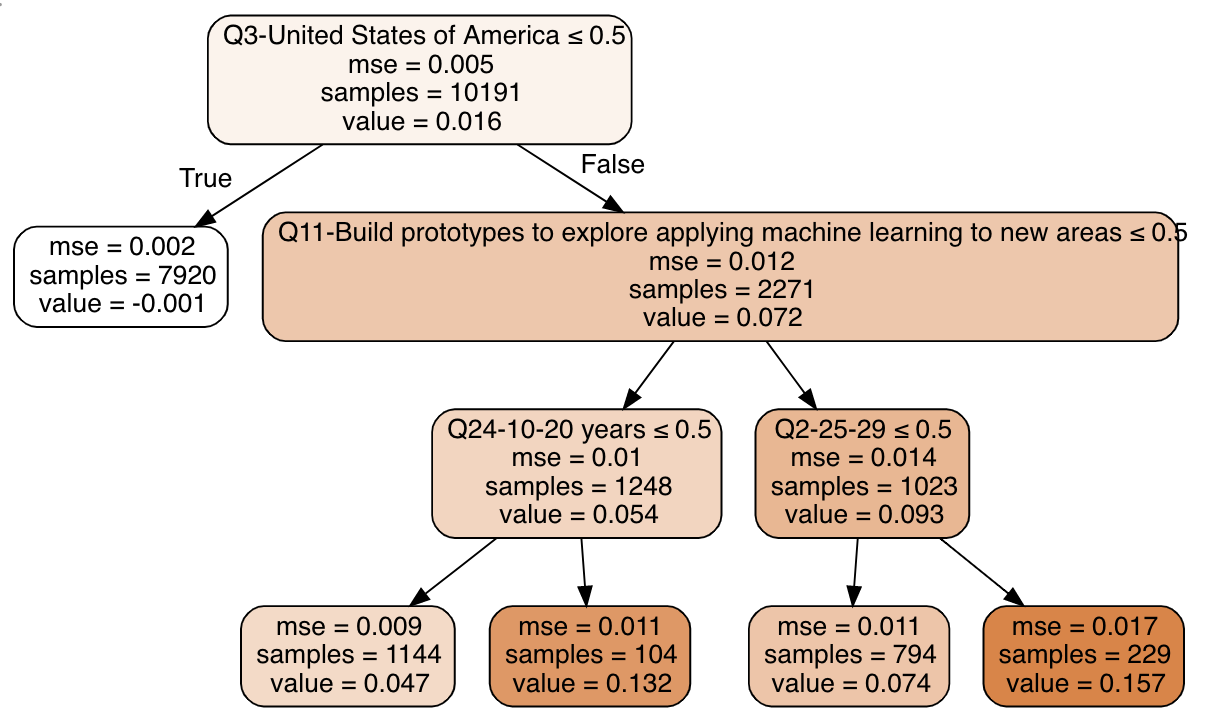 Q3-United States of America ≤ 0.5
mse = 0.005
samples = 10191
value = 0.016
True
False
mse = 0.002
samples = 7920
value = -0.001
Q11-Build prototypes to explore applying machine learning to new areas ≤ 0.5
mse = 0.012
samples = 2271
value = 0.072
Q24-10-20 years ≤ 0.5
mse = 0.01
samples = 1248
value = 0.054
Q2-25-29 ≤ 0.5
mse = 0.014
samples = 1023
value = 0.093
mse = 0.009
samples = 1144
value = 0.047
mse = 0.011
samples = 104
value = 0.132
mse = 0.011
samples = 794
value = 0.074
mse = 0.017
samples = 229
value = 0.157